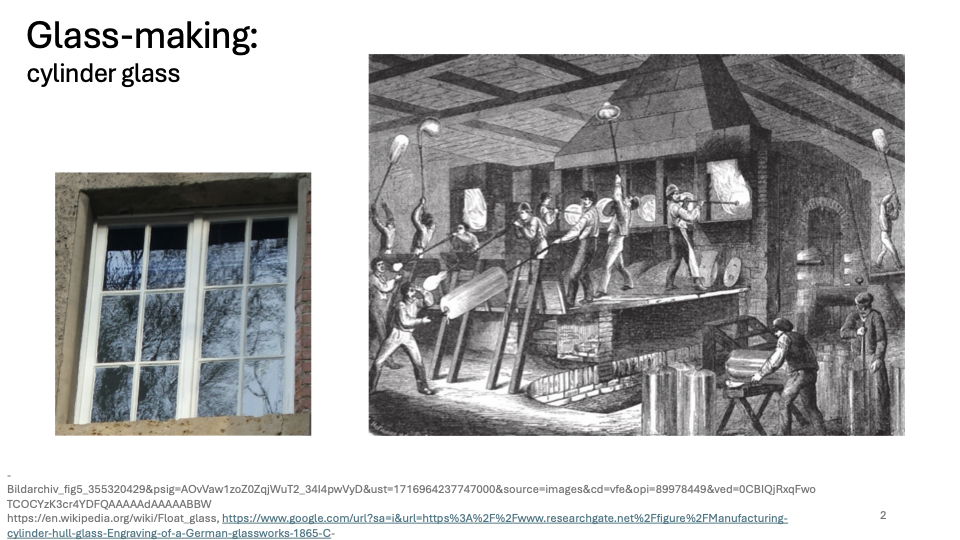 Glass-making:
cylinder glass
-
Bildarchiv_fig5_355320429&psig=AOvVaw1zoZ0ZqjWuT2_34I4pwVyD&ust=1716964237747000&source=images&cd=vfe&opi=89978449&ved=0CBIQjRxqFwo
TCOCYzK3cr4YDFQAAAAAdAAAAABBW
https://en.wikipedia.org/wiki/Float_glass, https://www.google.com/url?sa=i&url=https%3A%2F%2Fwww.researchgate.net%2Ffigure%2FManufacturing-
cylinder-hull-glass-Engraving-of-a-German-glassworks-1865-C-
2